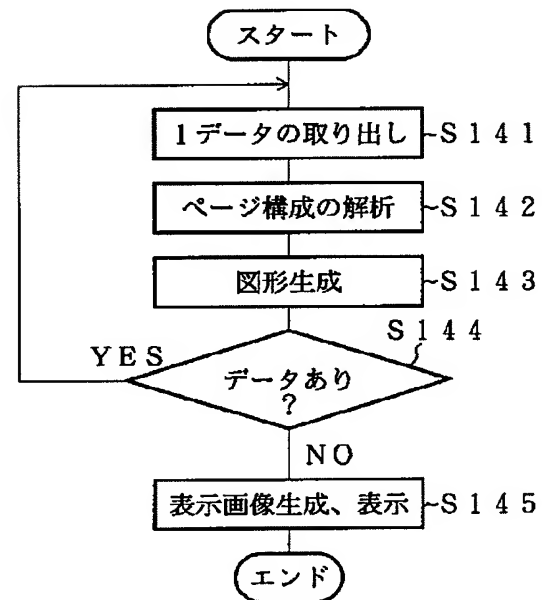 スタート
1データの取り出し ~S141
ページ構成の解析 ~S142
図形生成 ~S143
S144
YES
データあり
?
NO
表示画像生成、表示 ~S145
エンド